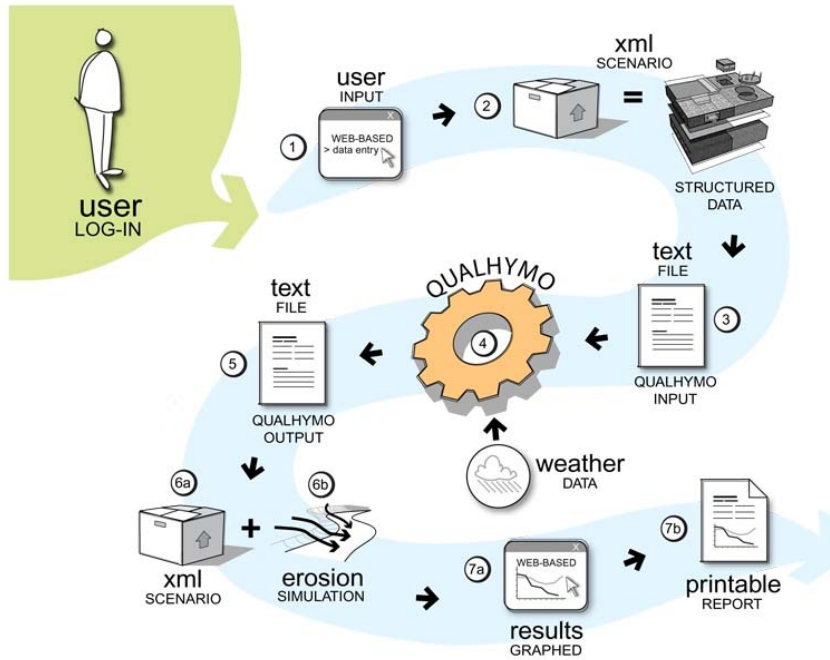 user
LOG-IN
user
INPUT
1
X
WEB-BASED
> data entry
2
xml
SCENARIO
=
STRUCTURED
DATA
text
FILE
3
QUALHYMO
INPUT
QUALHYMO
4
weather
DATA
text
FILE
5
QUALHYMO
OUTPUT
6a
xml
SCENARIO
+
6b
erosion
SIMULATION
7a
X
WEB-BASED
results
GRAPHED
7b
printable
REPORT